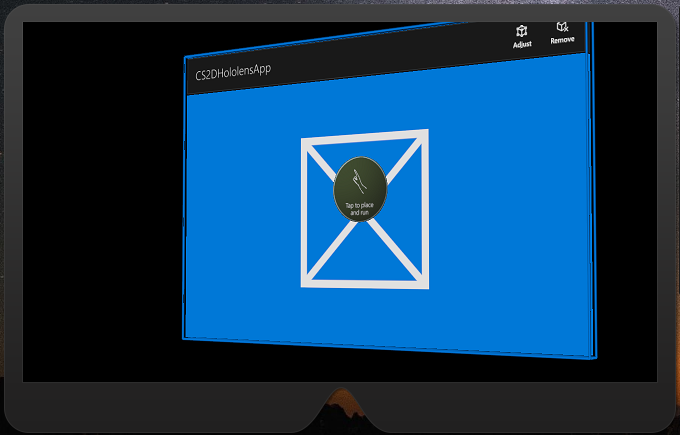 CS2DHololensApp
Adjust
Remove
Tap to place
and run